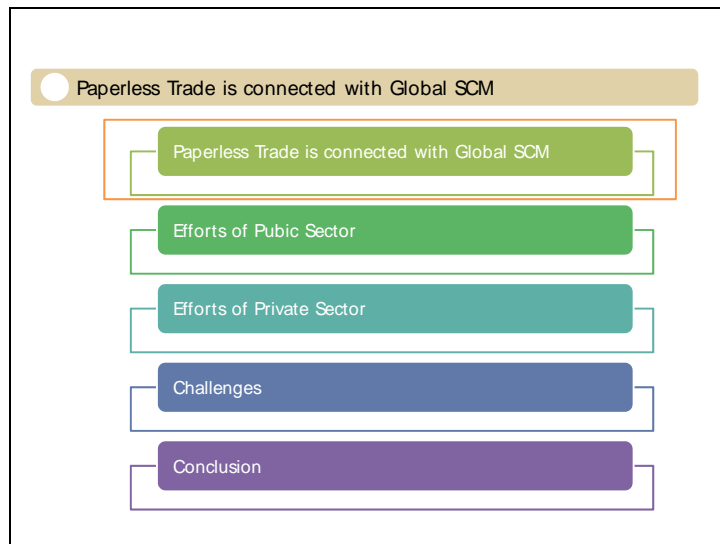 Paperless Trade is connected with Global SCM
Paperless Trade is connected with Global SCM
Efforts of Pubic Sector
Efforts of Private Sector
Challenges
Conclusion